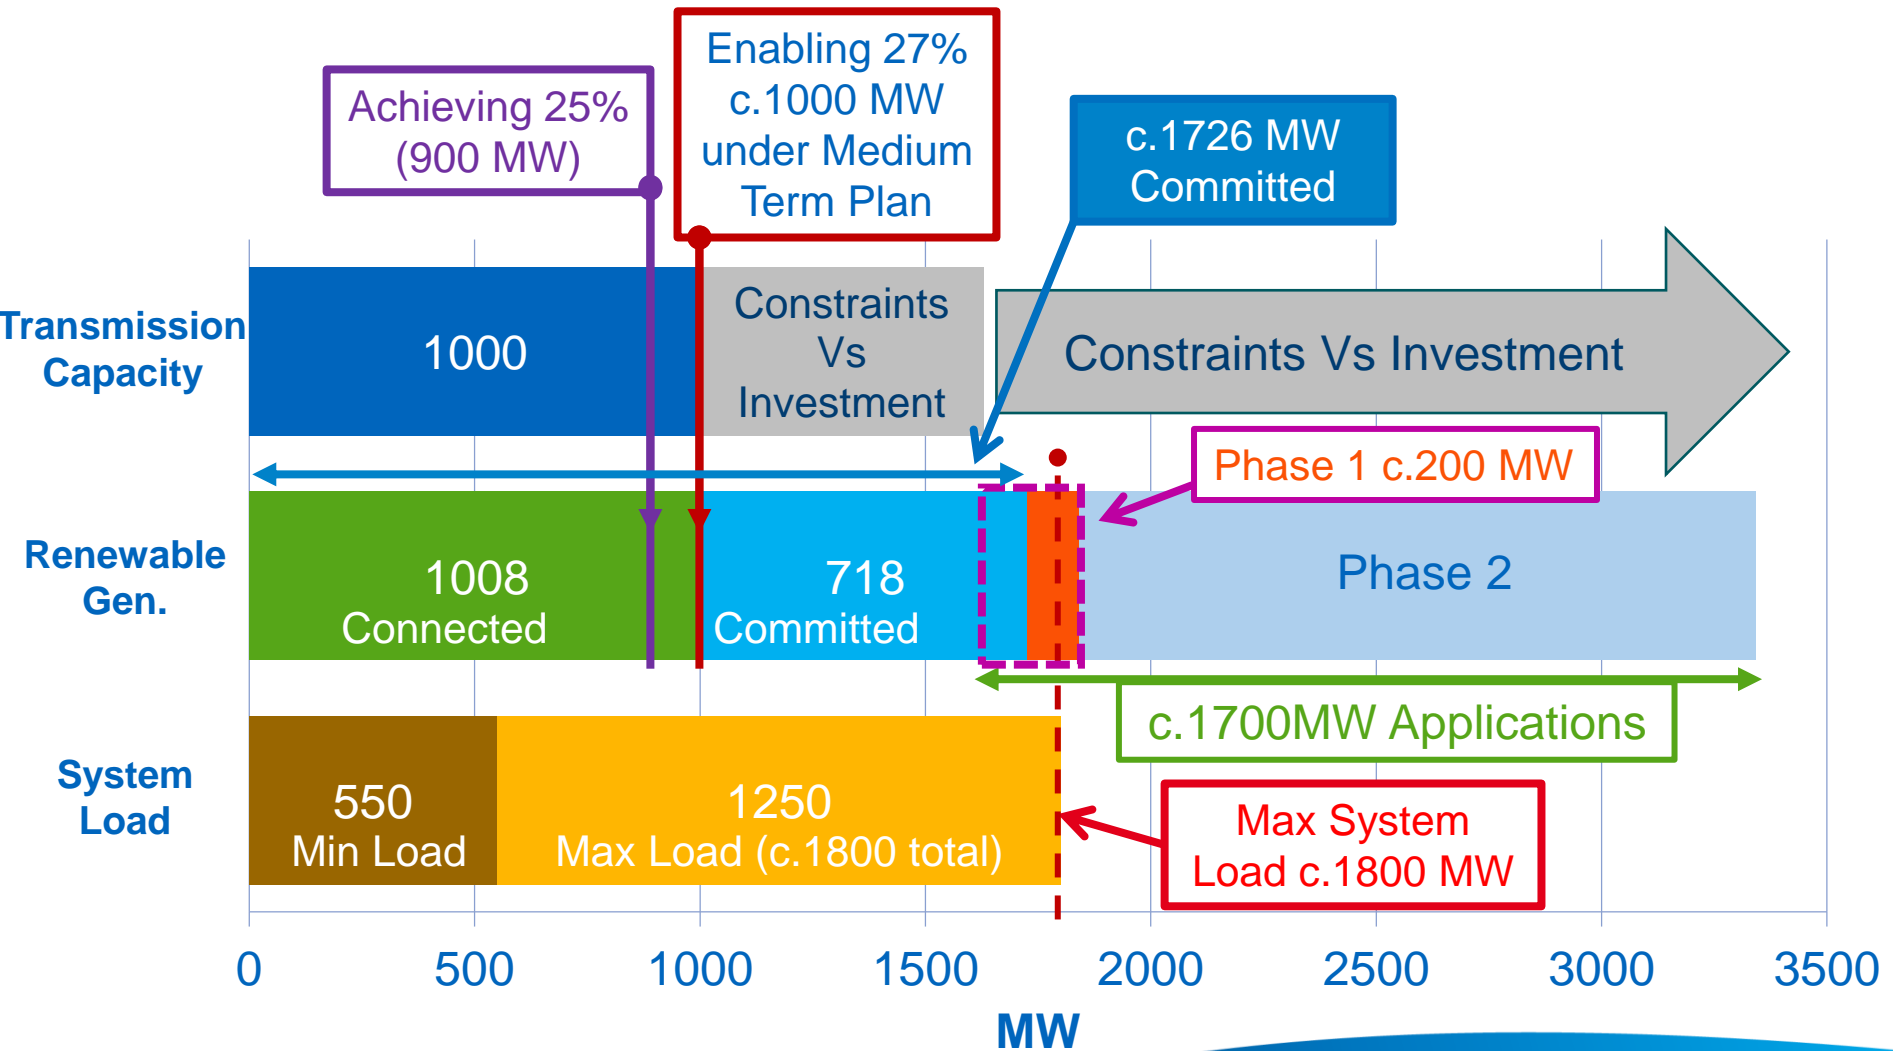 Achieving 25%
(900 MW)
Enabling 27%
c.1000 MW
under Medium
Term Plan
c.1726 MW
Committed
Transmission
Capacity
1000
Constraints
Vs
Investment
Constraints Vs Investment
Phase 1 c.200 MW
Renewable
Gen.
1008
Connected
718
Committed
Phase 2
c.1700MW Applications
System
Load
550
Min Load
1250
Max Load (c.1800 total)
Max System
Load c.1800 MW
0 500 1000 1500 2000 2500 3000 3500
MW